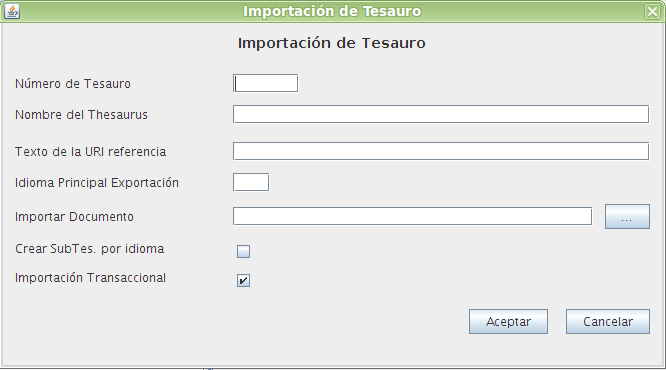 Importación de Tesauro
Importación de Tesauro
Número de Tesauro
Nombre del Thesaurus
Texto de la URI referencia
Idioma Principal Exportación
Importar Documento
...
Crear SubTes. por idioma
Importación Transaccional
Aceptar Cancelar